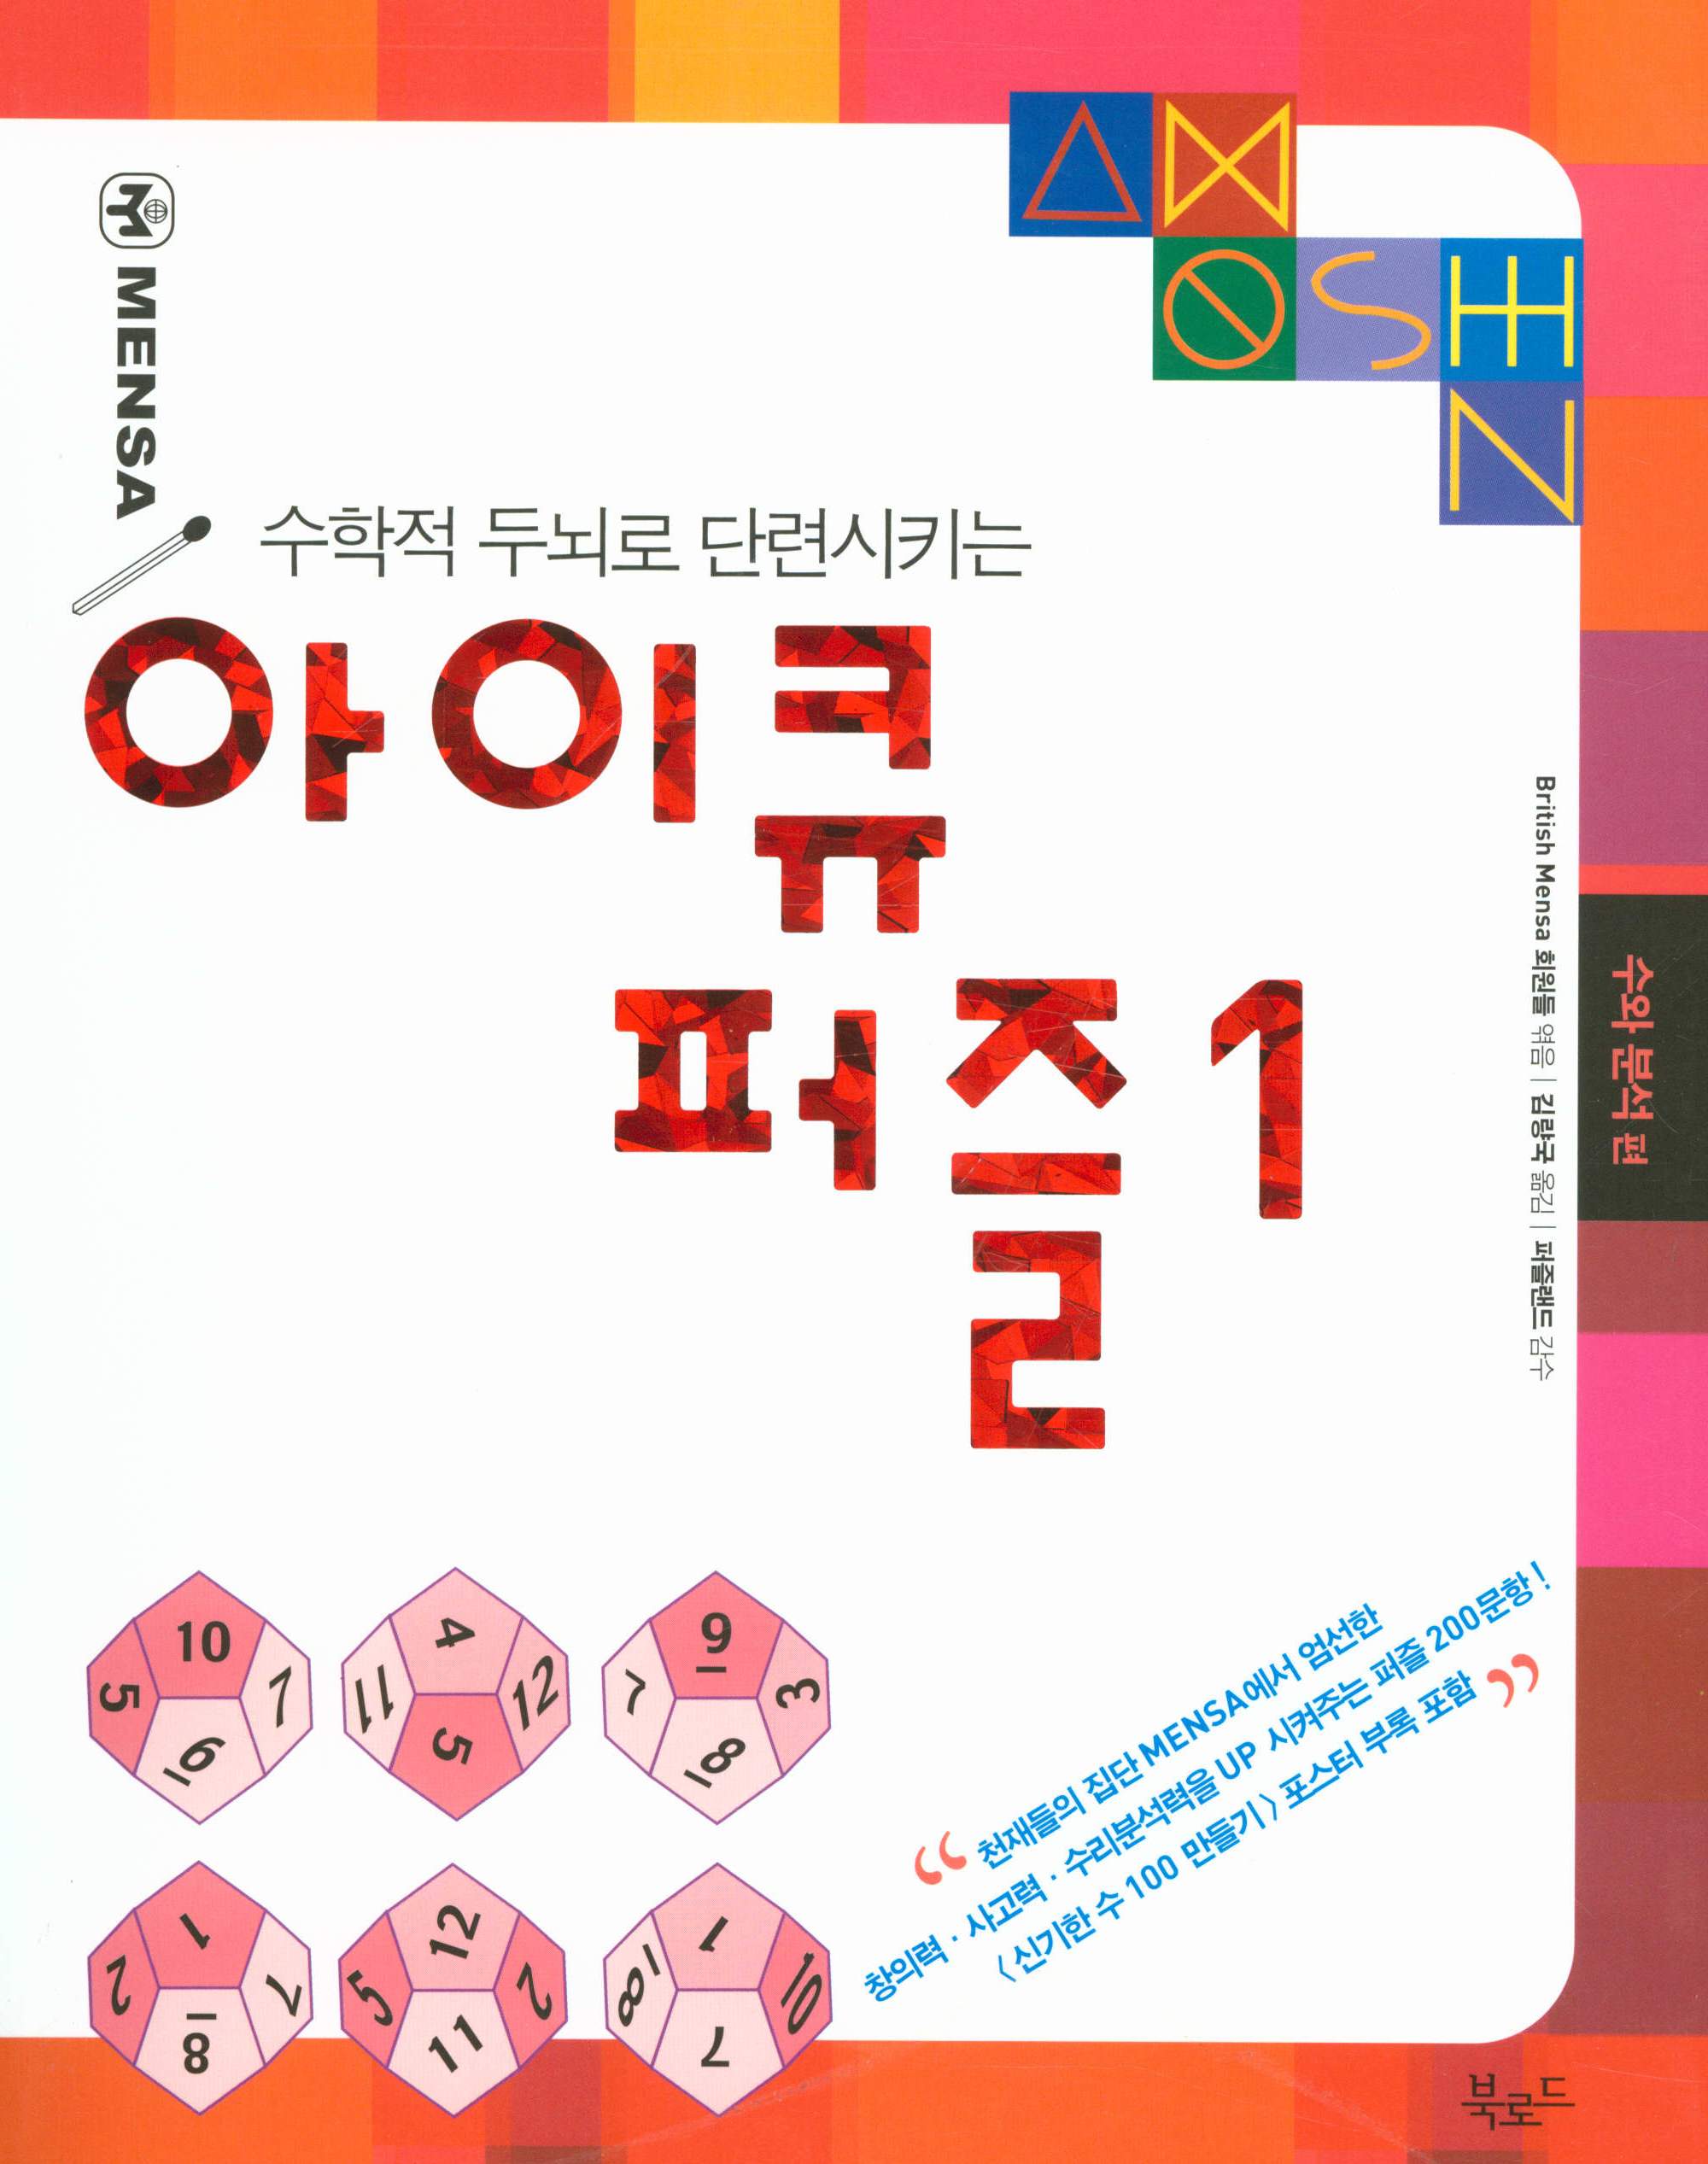 MENSA
수학적 두뇌로 단련시키는
아이큐
퍼즐1
British Mensa 회원들 엮음 | 김량국 옮김 | 퍼즐랜드 감수
수와 분석 편
“ 천재들의 집단 MENSA에서 엄선한
창의력 · 사고력 · 수리분석력을 UP 시켜주는 퍼즐 200문항!
〈신기한 수 100 만들기〉 포스터 부록 포함 ”
10
5
7
6
4
11
12
5
9
7
3
8
1
2
7
8
12
5
2
11
1
8
10
7
북로드